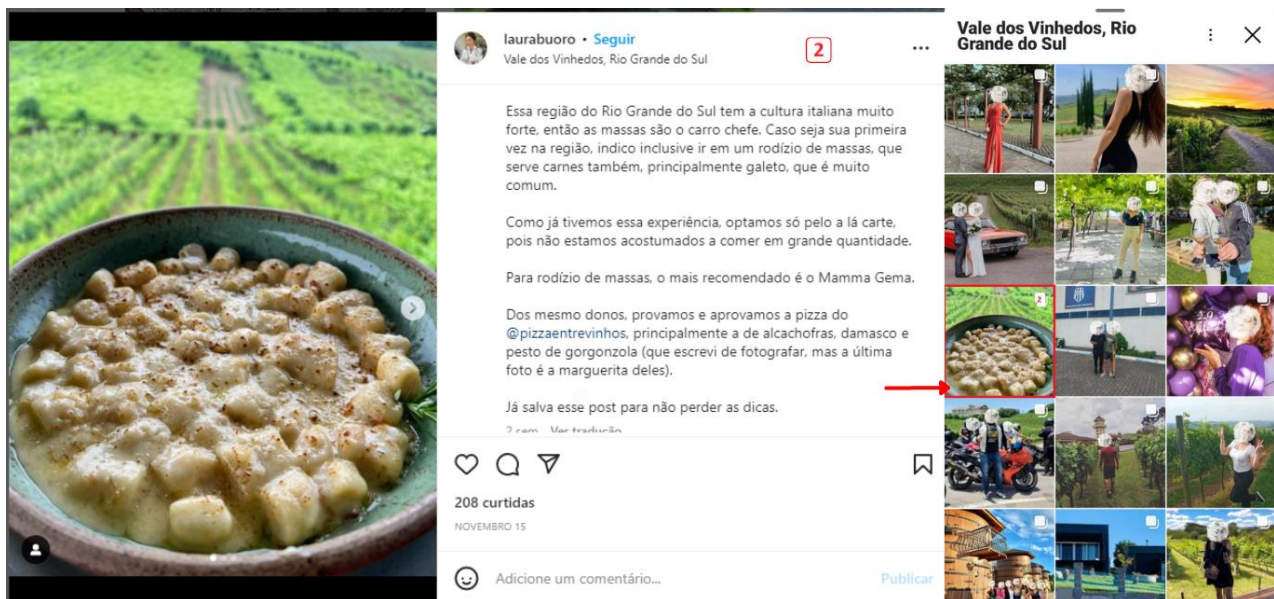 laurabuoro • Seguir
Vale dos Vinhedos, Rio Grande do Sul
2
Essa região do Rio Grande do Sul tem a cultura italiana muito
forte, então as massas são o carro chefe. Caso seja sua primeira
vez na região, indico inclusive ir em um rodízio de massas, que
serve carnes também, principalmente galeto, que é muito
comum.
Como já tivemos essa experiência, optamos só pelo a lá carte,
pois não estamos acostumados a comer em grande quantidade.
Para rodízio de massas, o mais recomendado é o Mamma Gema.
Dos mesmo donos, provamos e aprovamos a pizza do
@pizzaentrevinhos, principalmente a de alcachofras, damasco e
pesto de gorgonzola (que escrevi de fotografar, mas a última
foto é a marguerita deles).
Já salva esse post para não perder as dicas.
2 sem Ver tradução
208 curtidas
NOVEMBRO 15
Adicione um comentário...
Publicar
Vale dos Vinhedos, Rio
Grande do Sul
2